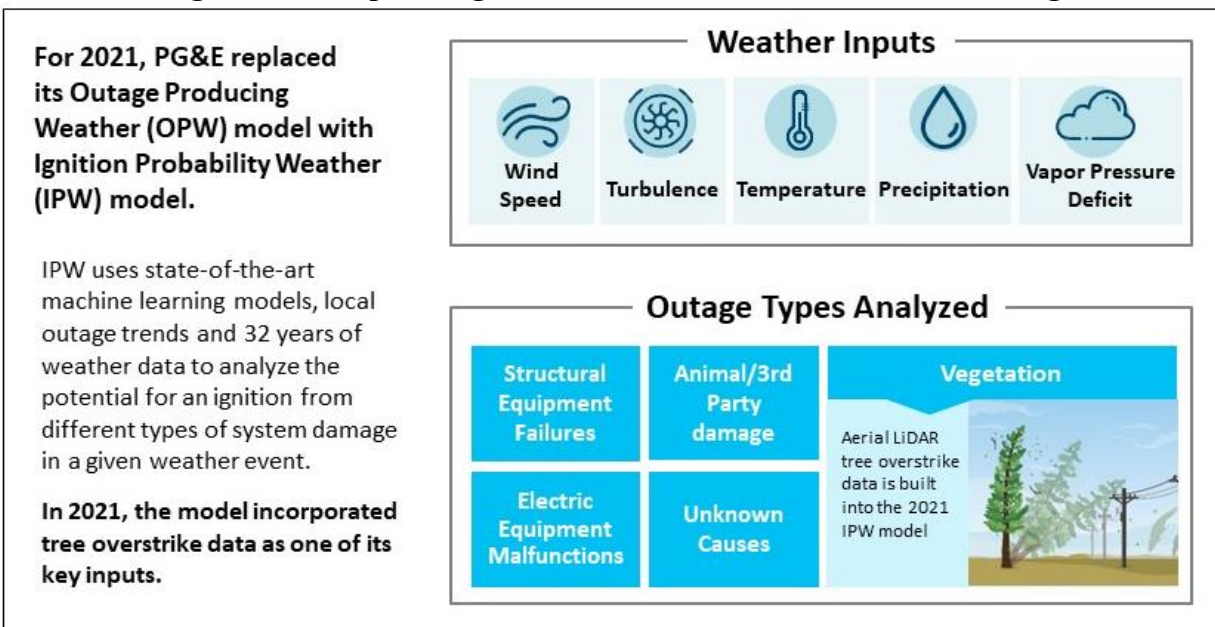 For 2021, PG&E replaced
its Outage Producing
Weather (OPW) model with
Ignition Probability Weather
(IPW) model.
IPW uses state-of-the-art
machine learning models, local
outage trends and 32 years of
weather data to analyze the
potential for an ignition from
different types of system damage
in a given weather event.
In 2021, the model incorporated
tree overstrike data as one of its
key inputs.
Weather Inputs
Wind
Speed
Turbulence
Temperature
Precipitation
Vapor Pressure
Deficit
Outage Types Analyzed
Structural
Equipment
Failures
Animal/3rd
Party
damage
Vegetation
Aerial LiDAR
tree overstrike
data is built
into the 2021
IPW model
Electric
Equipment
Malfunctions
Unknown
Causes